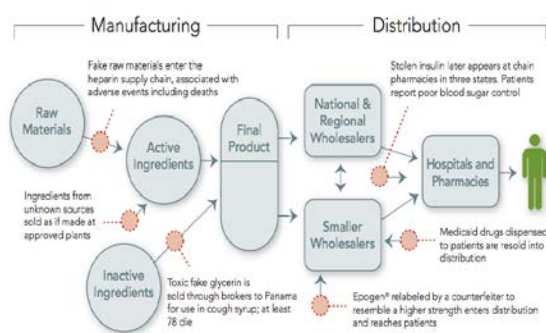 Manufacturing
Distribution
Fake raw materials enter the
heparin supply chain, associated with
adverse events including deaths
Stolen insulin later appears at chain
pharmacies in three states. Patients
report poor blood sugar control
Raw
Materials
Active
Ingredients
Final
Product
National &
Regional
Wholesalers
Hospitals and
Pharmacies
Ingredients from
unknown sources
sold as if made at
approved plants
Inactive
Ingredients
Smaller
Wholesalers
Medicaid drugs dispensed
to patients are resold into
distribution
Toxic fake glycerin is
sold through brokers to Panama
for use in cough syrup; at least
78 die
Epogen® relabeled by a counterfeiter to
resemble a higher strength enters distribution
and reaches patients